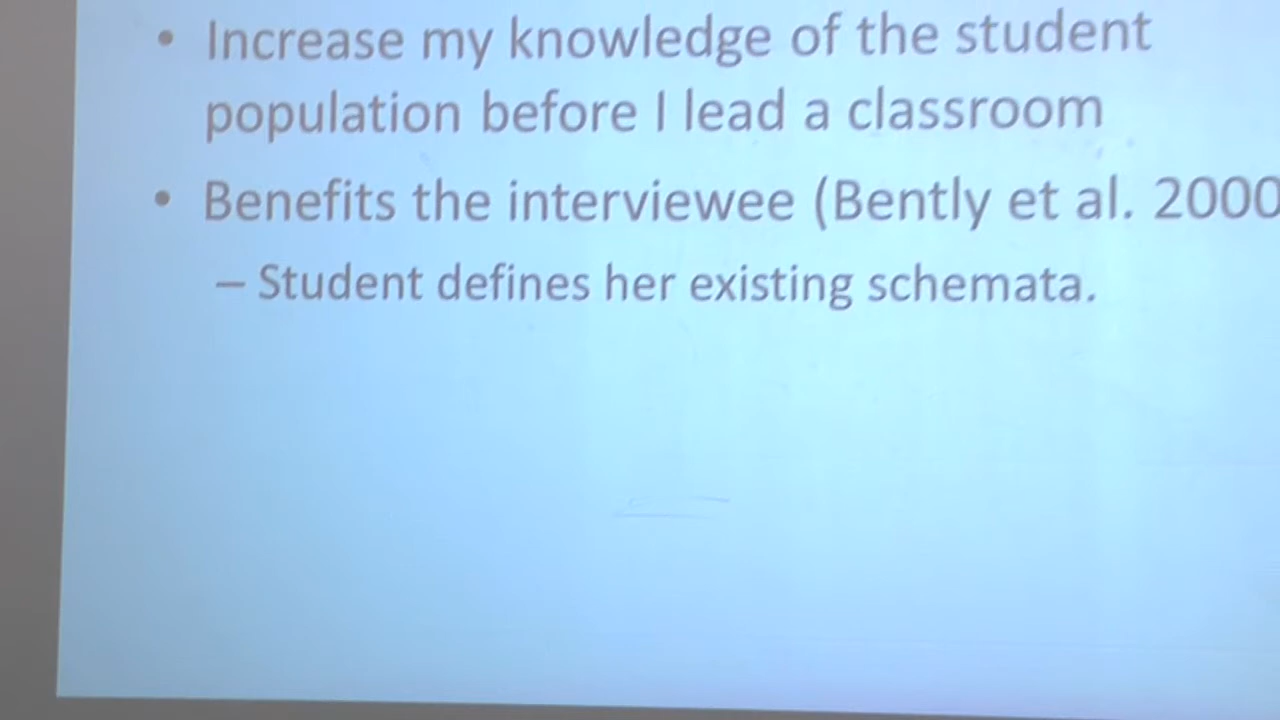 • Increase my knowledge of the student
population before I lead a classroom
• Benefits the interviewee (Bently et al. 2000
– Student defines her existing schemata.